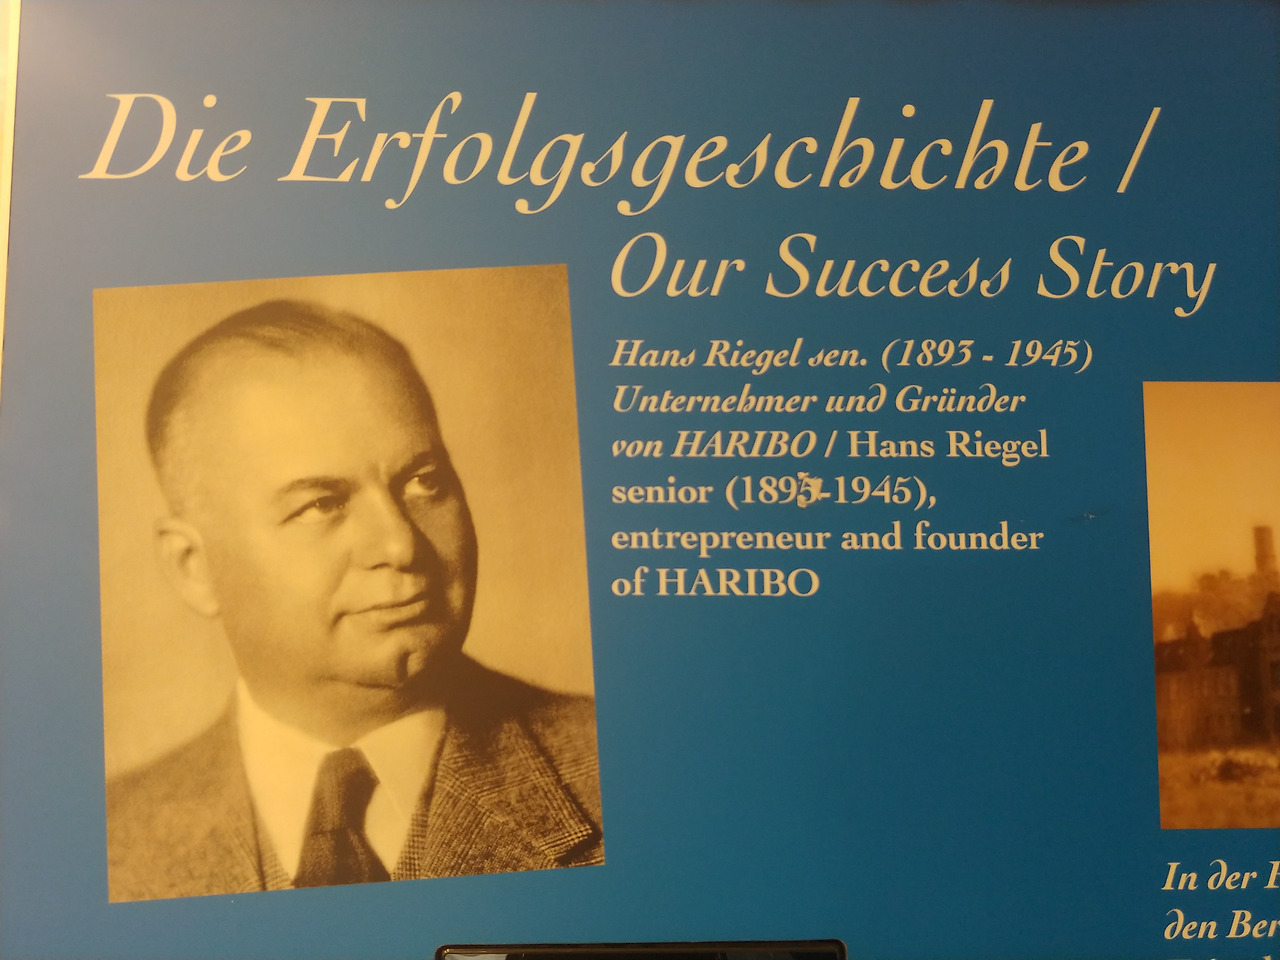 Die Erfolgsgeschichte /
Our Success Story
Hans Riegel sen. (1893 - 1945)
Unternehmer und Gründer
von HARIBO / Hans Riegel
senior (1893-1945),
entrepreneur and founder
of HARIBO
In der
den